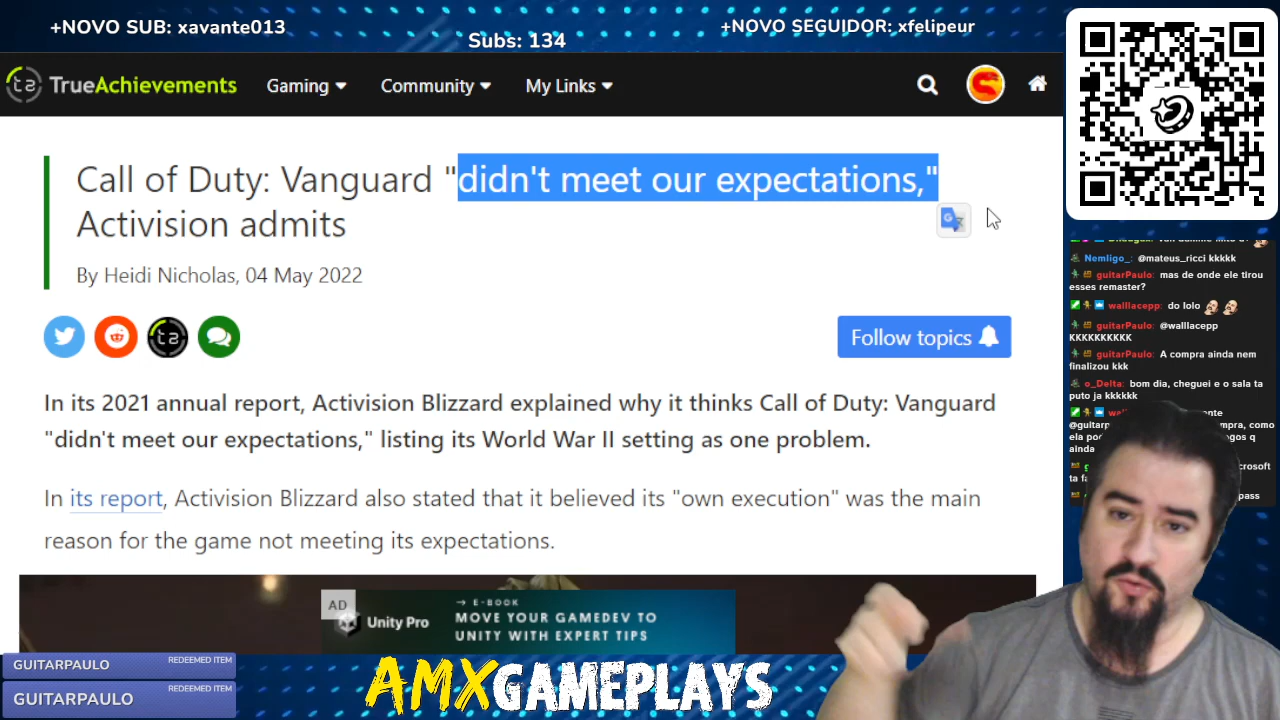 +NOVO SUB: xavante013
Subs: 134
+NOVO SEGUIDOR: xfelipeur
TrueAchievements
Gaming
Community
My Links
Call of Duty: Vanguard "didn't meet our expectations,"
Activision admits
By Heidi Nicholas, 04 May 2022
Follow topics
In its 2021 annual report, Activision Blizzard explained why it thinks Call of Duty: Vanguard
"didn't meet our expectations," listing its World War II setting as one problem.
In its report, Activision Blizzard also stated that it believed its "own execution" was the main
reason for the game not meeting its expectations.
AD
Unity Pro
→ E-BOOK
MOVE YOUR GAMEDEV TO
UNITY WITH EXPERT TIPS
GUITARPAULO
REDEEMED ITEM
GUITARPAULO
REDEEMED ITEM
AMXGAMEPLAYS
Nemligo_: @mateus_ricci kkkkk
guitarPaulo: mas de onde ele tirou
esses remaster?
walllacepp: do lolo
guitarPaulo: @walllacepp
KKKKKKKKKK
guitarPaulo: A compra ainda nem
finalizou kkk
o_Delta: bom dia, cheguei e o sala ta
puto ja kkkkkk